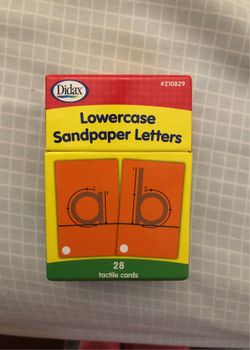 Didax
#210829
Lowercase
Sandpaper Letters
a b
28
tactile cards